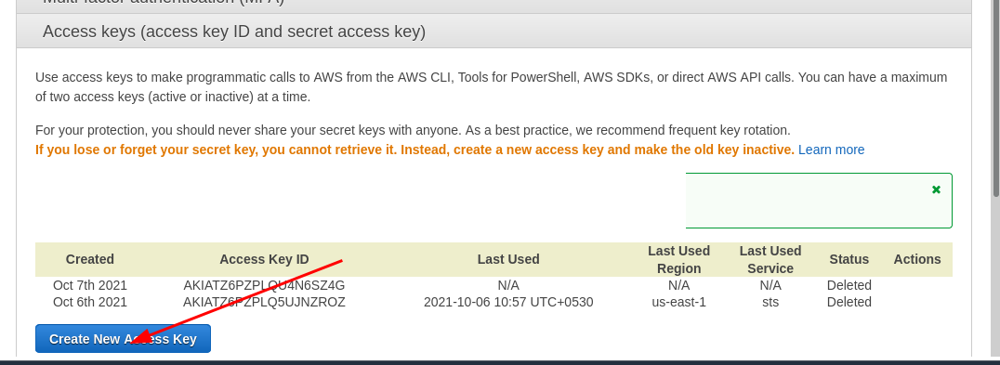 Multi-factor authentication (MFA)
Access keys (access key ID and secret access key)
Use access keys to make programmatic calls to AWS from the AWS CLI, Tools for PowerShell, AWS SDKs, or direct AWS API calls. You can have a maximum
of two access keys (active or inactive) at a time.
For your protection, you should never share your secret keys with anyone. As a best practice, we recommend frequent key rotation.
If you lose or forget your secret key, you cannot retrieve it. Instead, create a new access key and make the old key inactive. Learn more
Created Access Key ID Last Used Last Used Region Last Used Service Status Actions
Oct 7th 2021 AKIATZ6PZPLQU4N6SZ4G N/A N/A N/A Deleted
Oct 6th 2021 AKIATZ6PZPLQ5UJNZROZ 2021-10-06 10:57 UTC+0530 us-east-1 sts Deleted
Create New Access Key